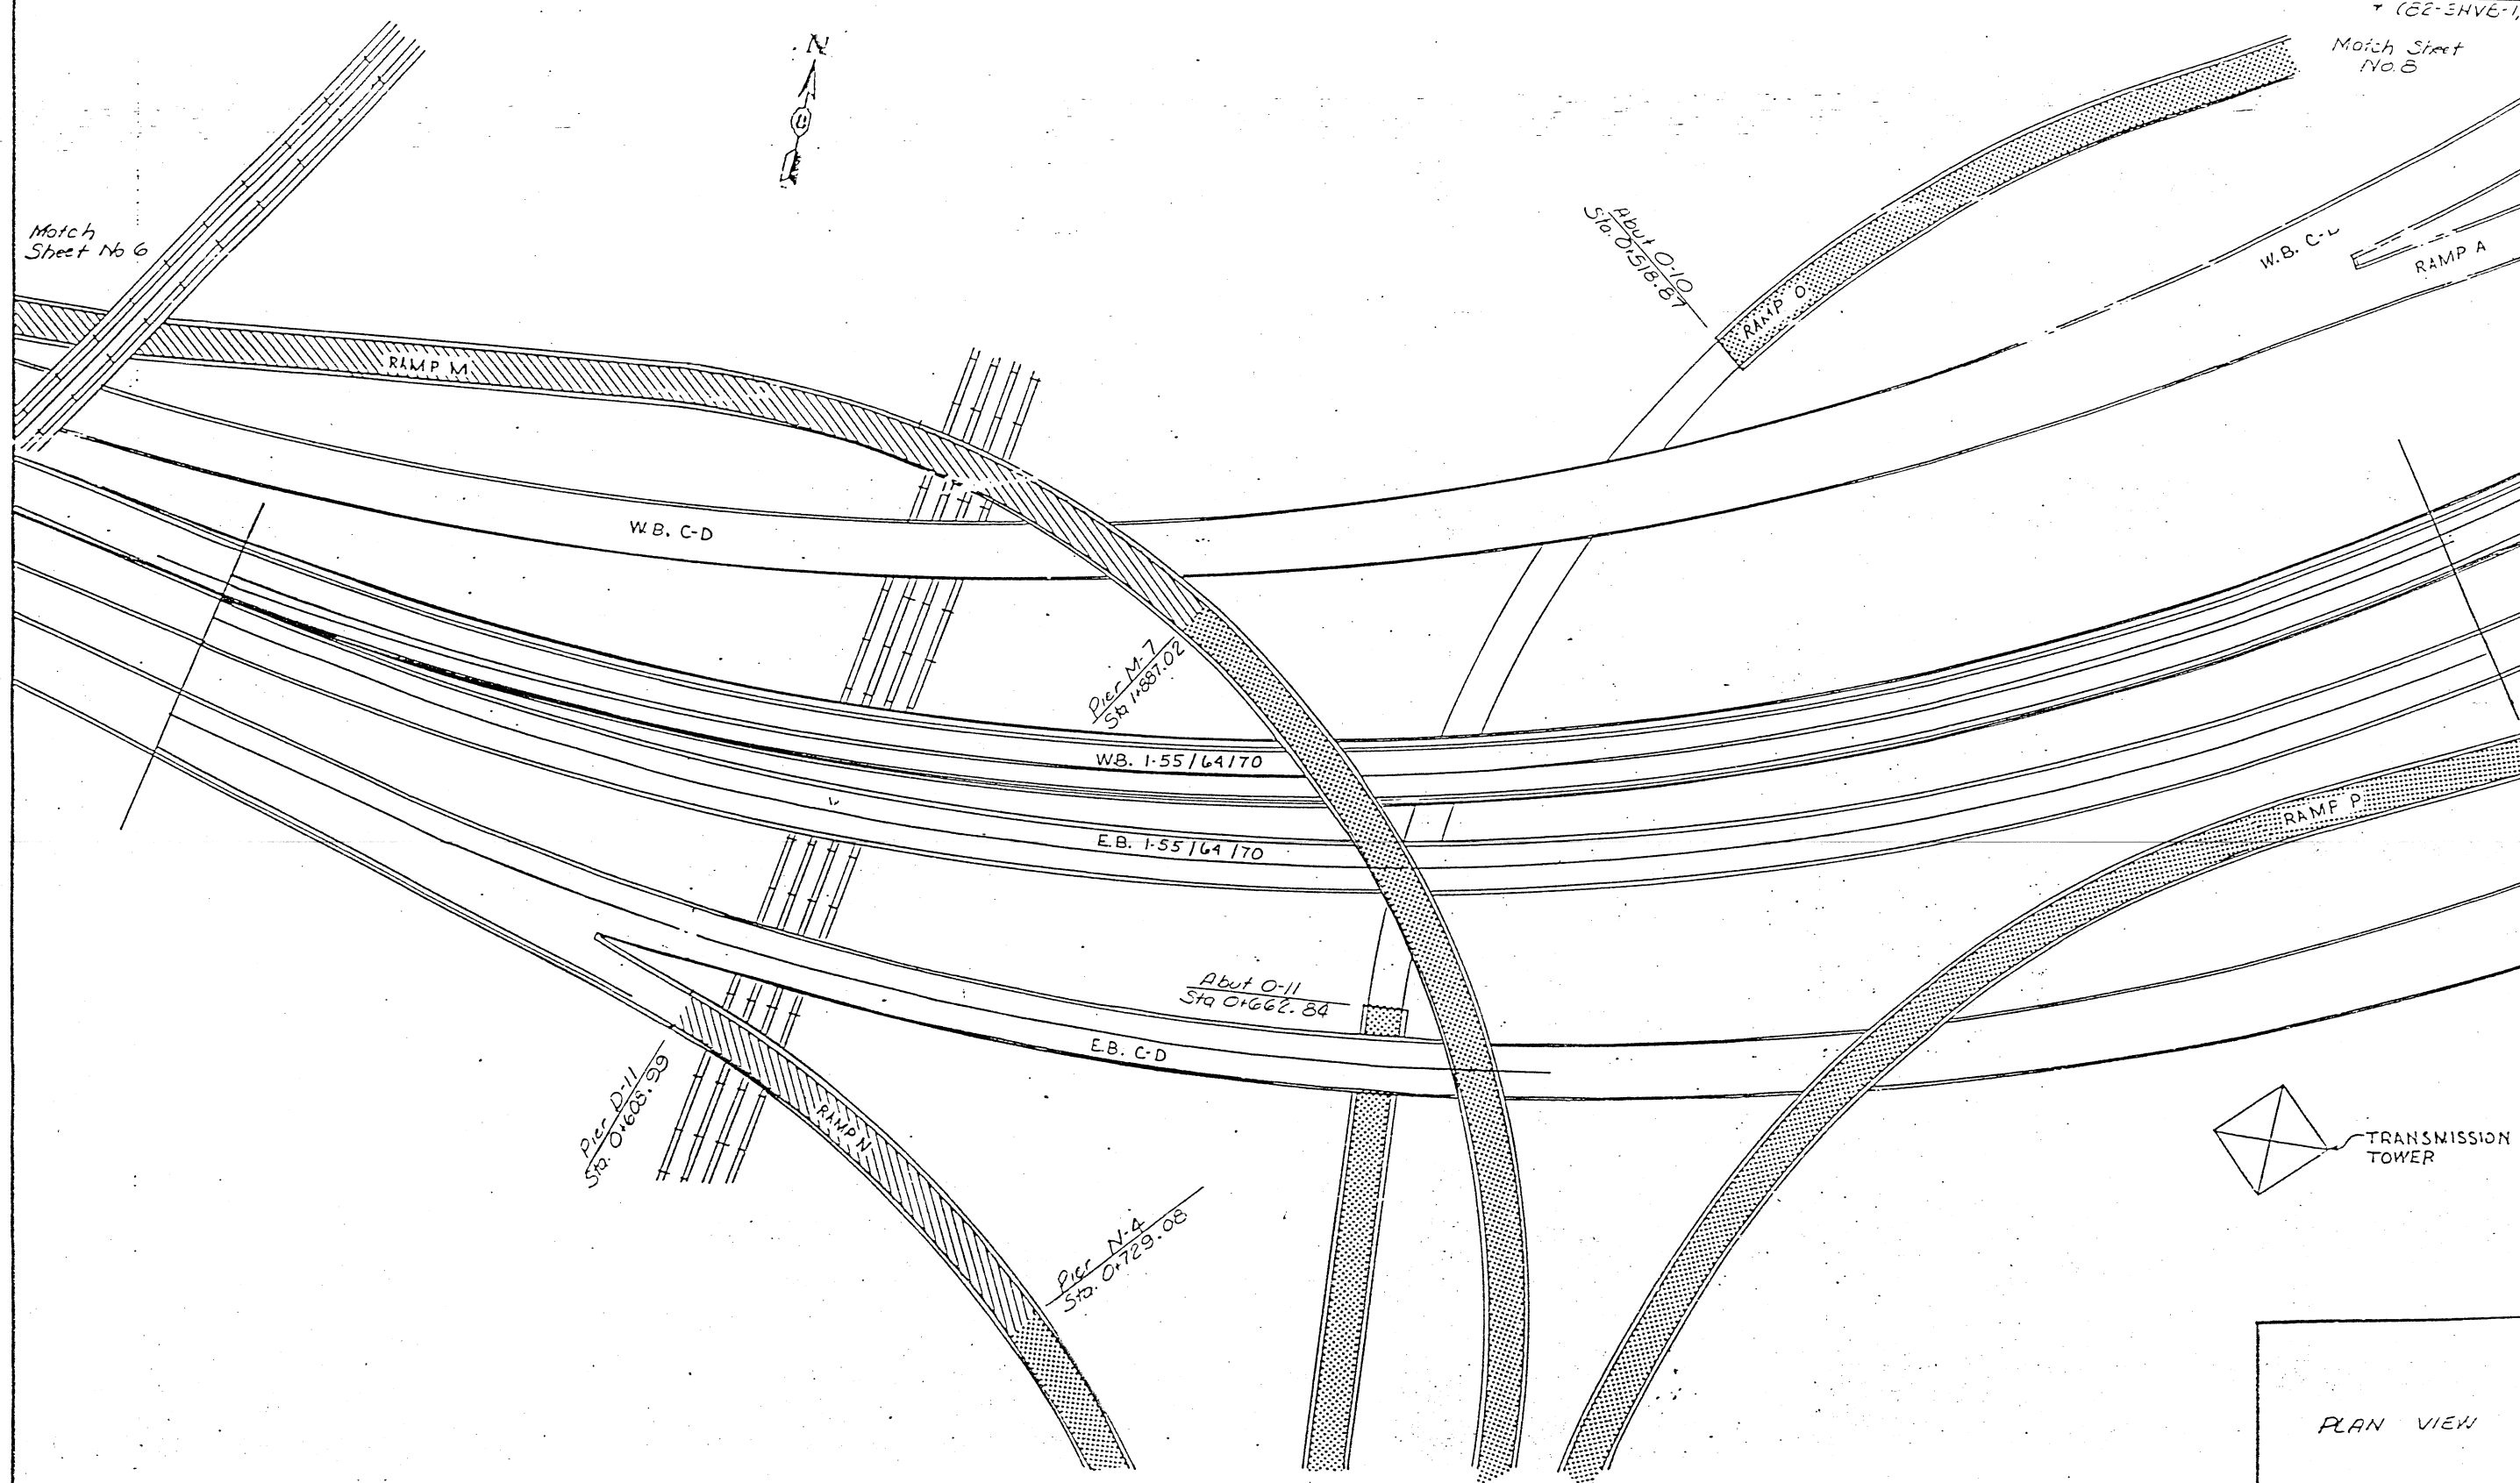 Match Sheet
No. 8
N
Match
Sheet No 6
Abut O-10
Sta. 0+518.87
RAMP O
W.B. C-D
RAMP A
RAMP M
W.B. C-D
Pier M-7
Sta 1+887.02
W.B. I-55/64/70
RAMP P
E.B. I-55/64/70
Abut O-11
Sta 0+662.84
E.B. C-D
Pier D-11
Sta. 0+608.99
RAMP N
TRANSMISSION
TOWER
Pier N-4
Sta. 0+729.08
PLAN VIEW